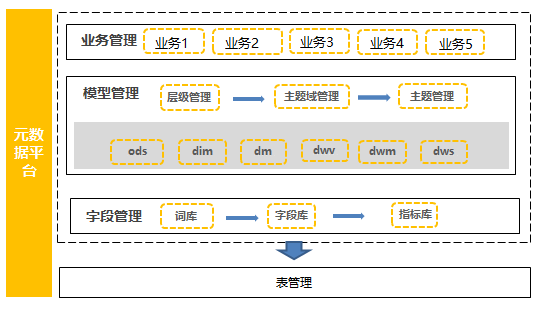 元数
据平
台
业务管理 业务1 业务2 业务3 业务4 业务5
模型管理 层级管理 主题域管理 主题管理
ods dim dm dwv dwm dws
字段管理 词库 字段库 指标库
表管理